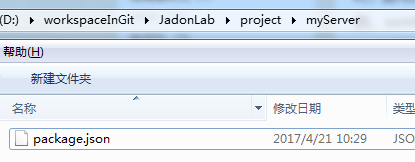 (D:) ▸ workspaceInGit ▸ JadonLab ▸ project ▸ myServer
帮助(H)
新建文件夹
名称 修改日期 类型
package.json 2017/4/21 10:29 JSO